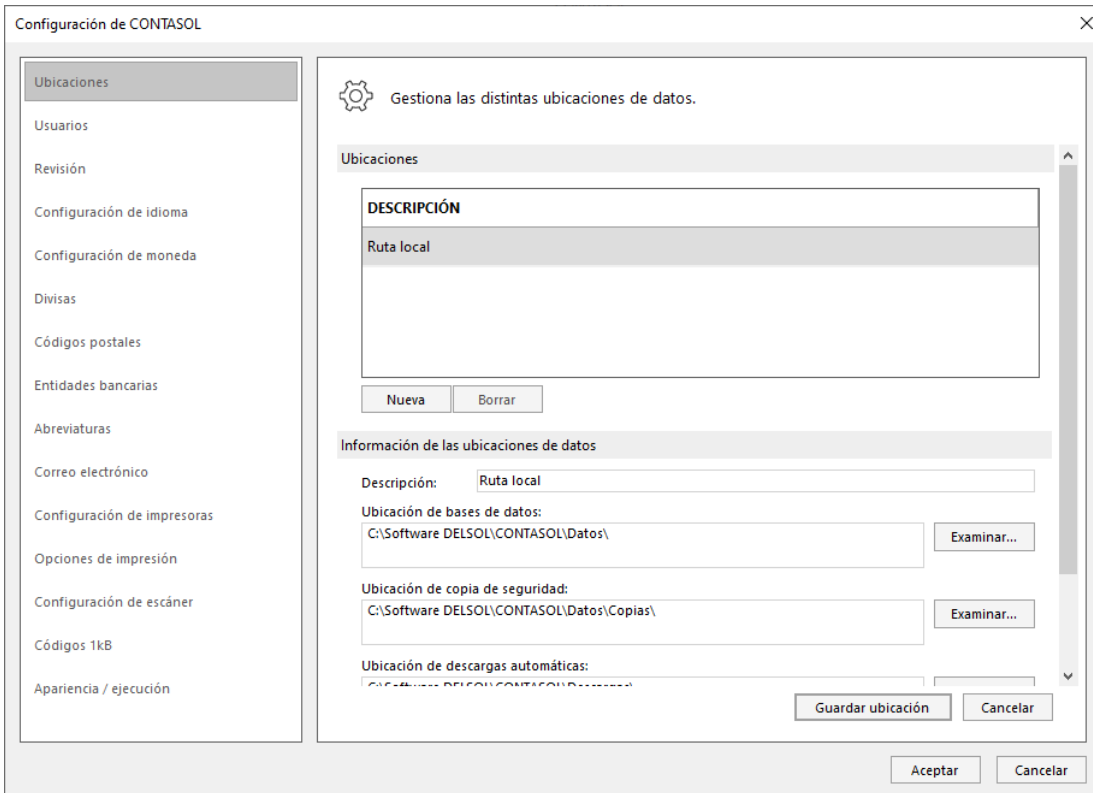 Configuración de CONTASOL
Ubicaciones
Usuarios
Revisión
Configuración de idioma
Configuración de moneda
Divisas
Códigos postales
Entidades bancarias
Abreviaturas
Correo electrónico
Configuración de impresoras
Opciones de impresión
Configuración de escáner
Códigos 1kB
Apariencia / ejecución
Gestiona las distintas ubicaciones de datos.
Ubicaciones
DESCRIPCIÓN
Ruta local
Nueva Borrar
Información de las ubicaciones de datos
Descripción: Ruta local
Ubicación de bases de datos:
C:\Software DELSOL\CONTASOL\Datos\ Examinar...
Ubicación de copia de seguridad:
C:\Software DELSOL\CONTASOL\Datos\Copias\ Examinar...
Ubicación de descargas automáticas:
C:\Software DELSOL\CONTASOL\Descargas\
Guardar ubicación Cancelar
Aceptar Cancelar